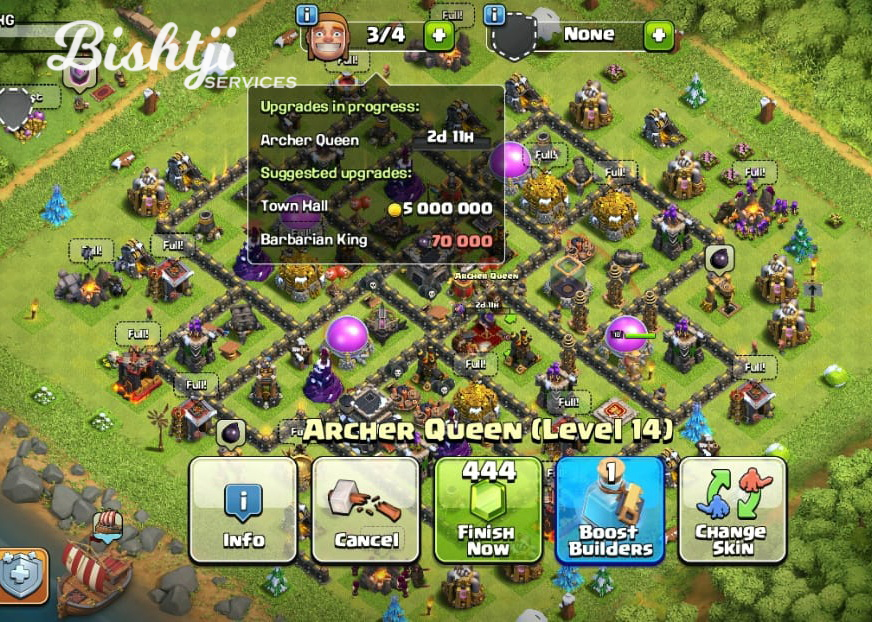 HG
Bishtji
SERVICES
3/4
None
Full!
Upgrades in progress:
Archer Queen 2d 11H
Suggested upgrades:
Town Hall 5 000 000
Barbarian King 70 000
Full!
Full!
Full!
Full!
Archer Queen
2d 11H
Full!
Full!
Full!
Full!
Full!
Archer Queen (Level 14)
Info
Cancel
444
Finish
Now
1
Boost
Builders
Change
Skin